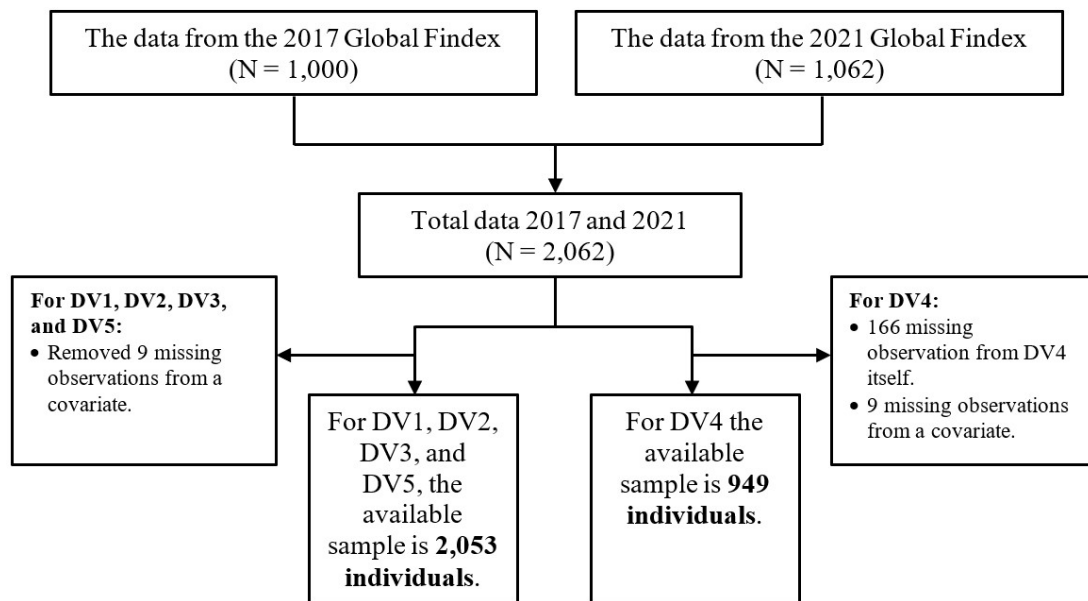 The data from the 2017 Global Findex
(N = 1,000)
The data from the 2021 Global Findex
(N = 1,062)
Total data 2017 and 2021
(N = 2,062)
For DV1, DV2, DV3,
and DV5:
• Removed 9 missing
observations from a
covariate.
For DV4:
• 166 missing
observation from DV4
itself.
• 9 missing observations
from a covariate.
For DV1, DV2,
DV3, and
DV5, the
available
sample is 2,053
individuals.
For DV4 the
available
sample is 949
individuals.